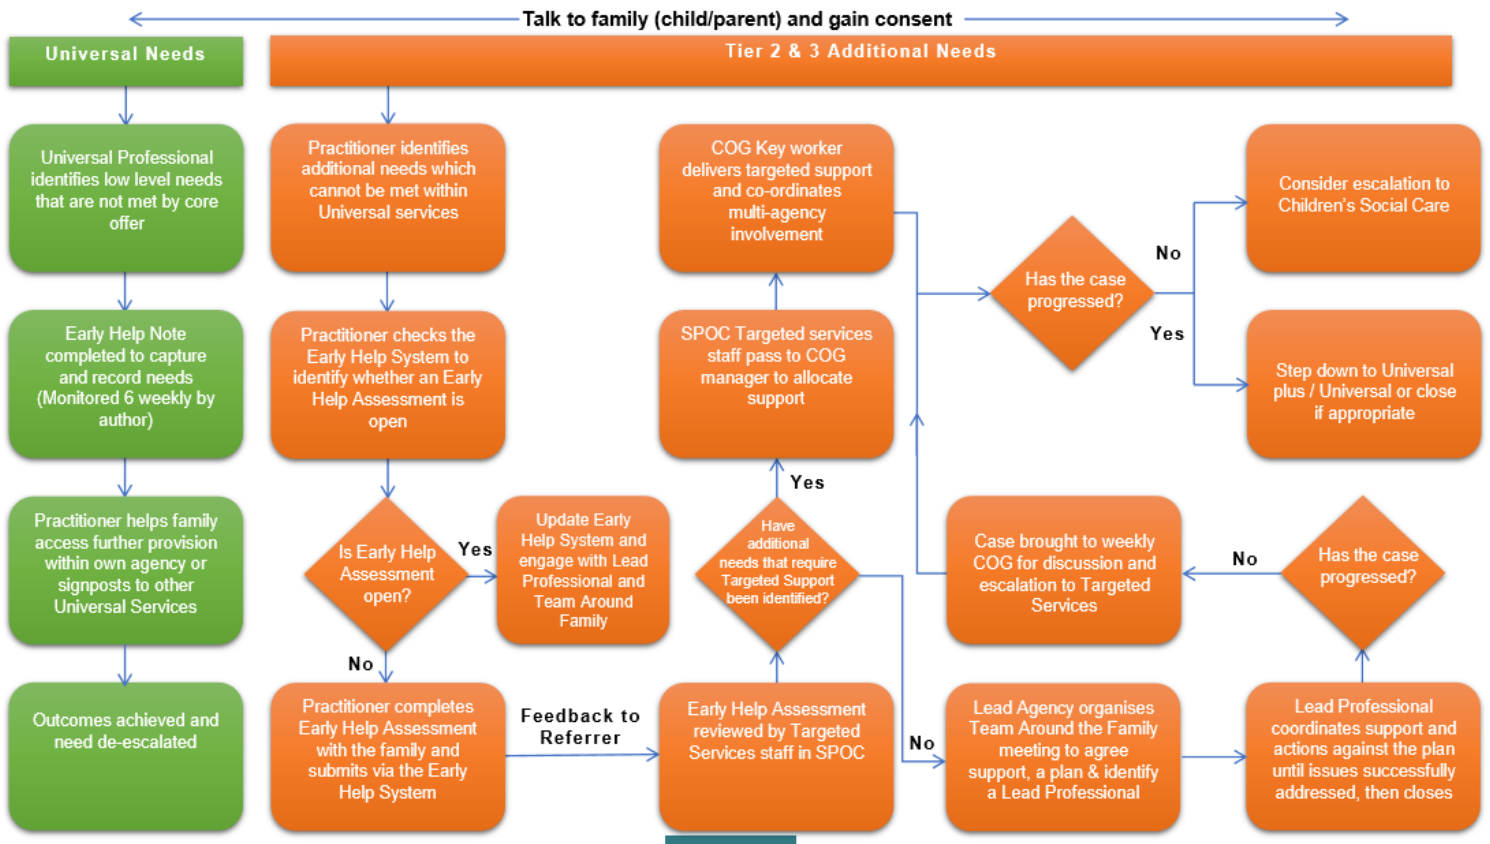 Talk to family (child/parent) and gain consent
Universal Needs
Tier 2 & 3 Additional Needs
Universal Professional
identifies low level needs
that are not met by core
offer
Early Help Note
completed to capture
and record needs
(Monitored 6 weekly by
author)
Practitioner helps family
access further provision
within own agency or
signposts to other
Universal Services
Outcomes achieved and
need de-escalated
Practitioner identifies
additional needs which
cannot be met within
Universal services
Practitioner checks the
Early Help System to
identify whether an Early
Help Assessment is
open
Is Early Help
Assessment
open?
Yes
Update Early
Help System and
engage with Lead
Professional and
Team Around
Family
No
Practitioner completes
Early Help Assessment
with the family and
submits via the Early
Help System
Feedback to
Referrer
Early Help Assessment
reviewed by Targeted
Services staff in SPOC
Have
additional
needs that require
Targeted Support
been identified?
Yes
SPOC Targeted services
staff pass to COG
manager to allocate
support
COG Key worker
delivers targeted support
and co-ordinates
multi-agency
involvement
No
Lead Agency organises
Team Around the Family
meeting to agree
support, a plan & identify
a Lead Professional
Lead Professional
coordinates support and
actions against the plan
until issues successfully
addressed, then closes
Has the case
progressed?
No
Case brought to weekly
COG for discussion and
escalation to Targeted
Services
Has the case
progressed?
No
Consider escalation to
Children's Social Care
Yes
Step down to Universal
plus / Universal or close
if appropriate